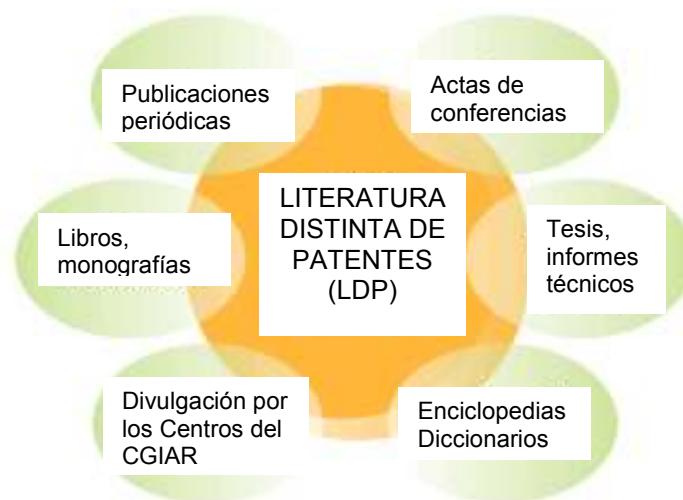 Publicaciones
periódicas
Actas de
conferencias
LITERATURA
DISTINTA DE
PATENTES
(LDP)
Libros,
monografías
Tesis,
informes
técnicos
Divulgación por
los Centros del
CGIAR
Enciclopedias
Diccionarios